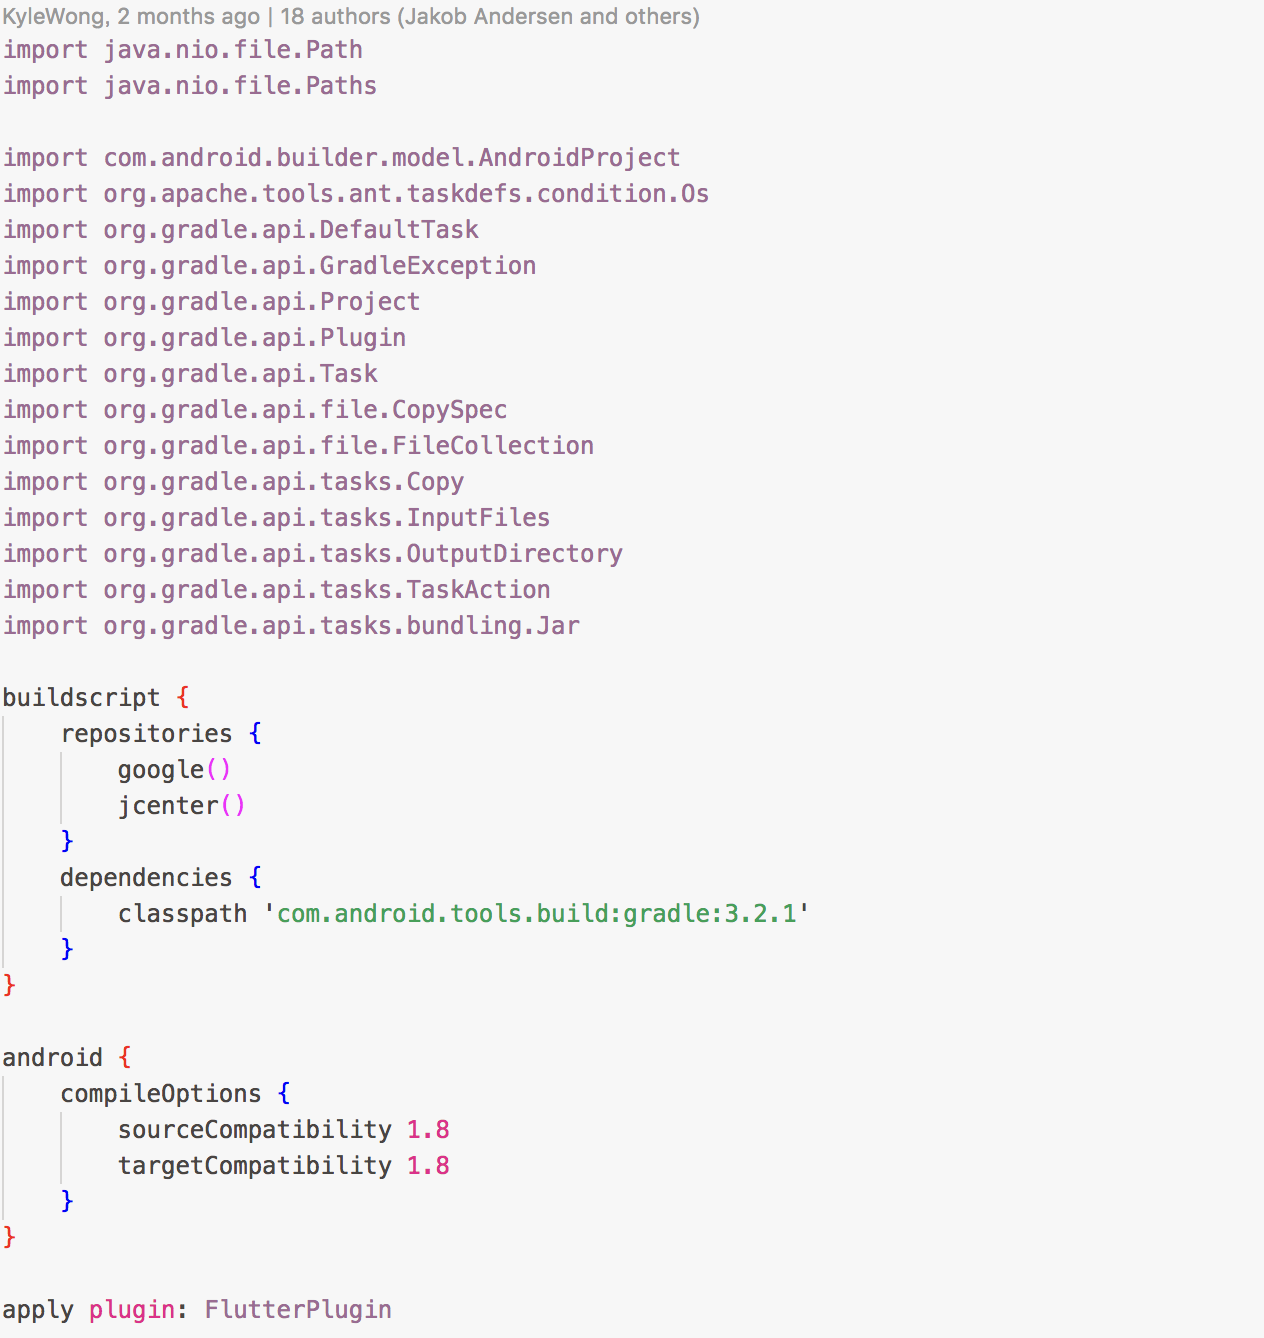 KyleWong, 2 months ago | 18 authors (Jakob Andersen and others)
import java.nio.file.Path
import java.nio.file.Paths

import com.android.builder.model.AndroidProject
import org.apache.tools.ant.taskdefs.condition.Os
import org.gradle.api.DefaultTask
import org.gradle.api.GradleException
import org.gradle.api.Project
import org.gradle.api.Plugin
import org.gradle.api.Task
import org.gradle.api.file.CopySpec
import org.gradle.api.file.FileCollection
import org.gradle.api.tasks.Copy
import org.gradle.api.tasks.InputFiles
import org.gradle.api.tasks.OutputDirectory
import org.gradle.api.tasks.TaskAction
import org.gradle.api.tasks.bundling.Jar

buildscript {
    repositories {
        google()
        jcenter()
    }
    dependencies {
        classpath 'com.android.tools.build:gradle:3.2.1'
    }
}

android {
    compileOptions {
        sourceCompatibility 1.8
        targetCompatibility 1.8
    }
}

apply plugin: FlutterPlugin